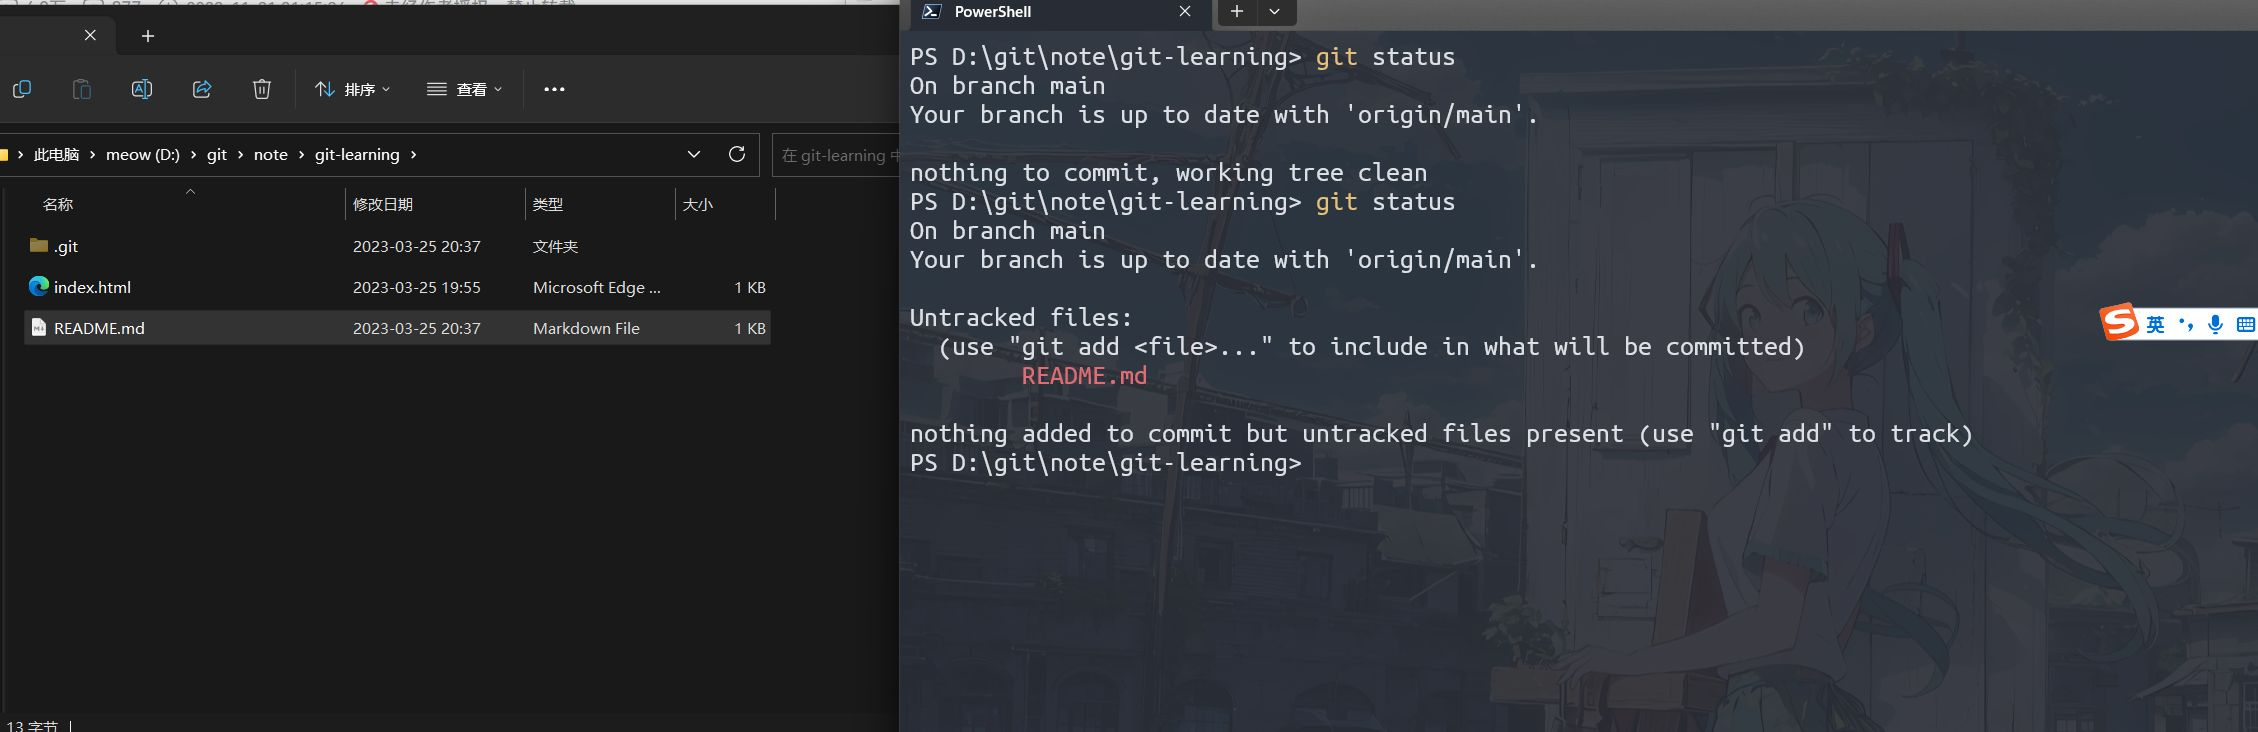 排序
查看
此电脑
meow (D:)
git
note
git-learning
在 git-learning
名称
修改日期
类型
大小
.git
2023-03-25 20:37
文件夹
index.html
2023-03-25 19:55
Microsoft Edge ...
1 KB
README.md
2023-03-25 20:37
Markdown File
1 KB
13 字节
PowerShell
PS D:\git\note\git-learning> git status
On branch main
Your branch is up to date with 'origin/main'.
nothing to commit, working tree clean
PS D:\git\note\git-learning> git status
On branch main
Your branch is up to date with 'origin/main'.
Untracked files:
(use "git add <file>..." to include in what will be committed)
README.md
nothing added to commit but untracked files present (use "git add" to track)
PS D:\git\note\git-learning>
英